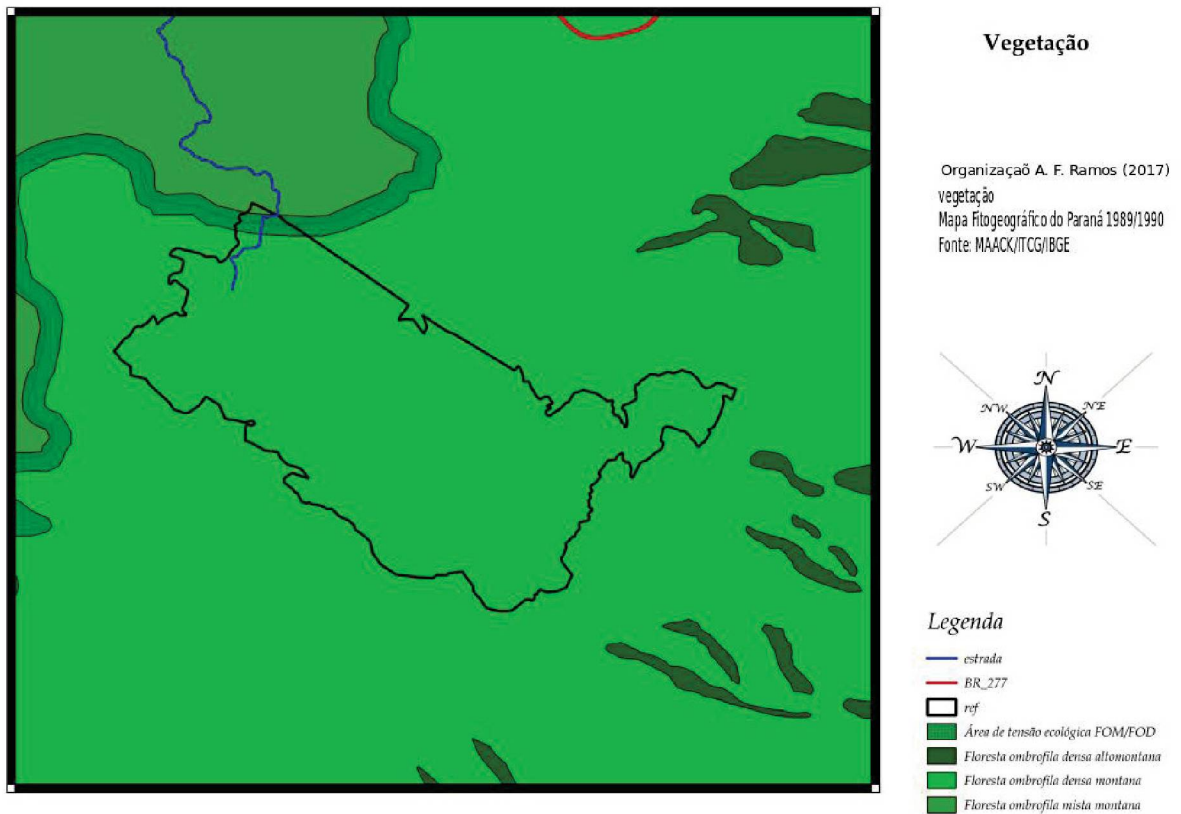 Vegetação
Organizaçaõ A. F. Ramos (2017)
vegetação
Mapa Fitogeográfico do Paraná 1989/1990
Fonte: MAACK/ITCG/IBGE
N
NW
NE
W
E
SW
SE
S
Legenda
estrada
BR_277
ref
Área de tensão ecológica FOM/FOD
Floresta ombrofila densa altomontana
Floresta ombrofila densa montana
Floresta ombrofila mista montana